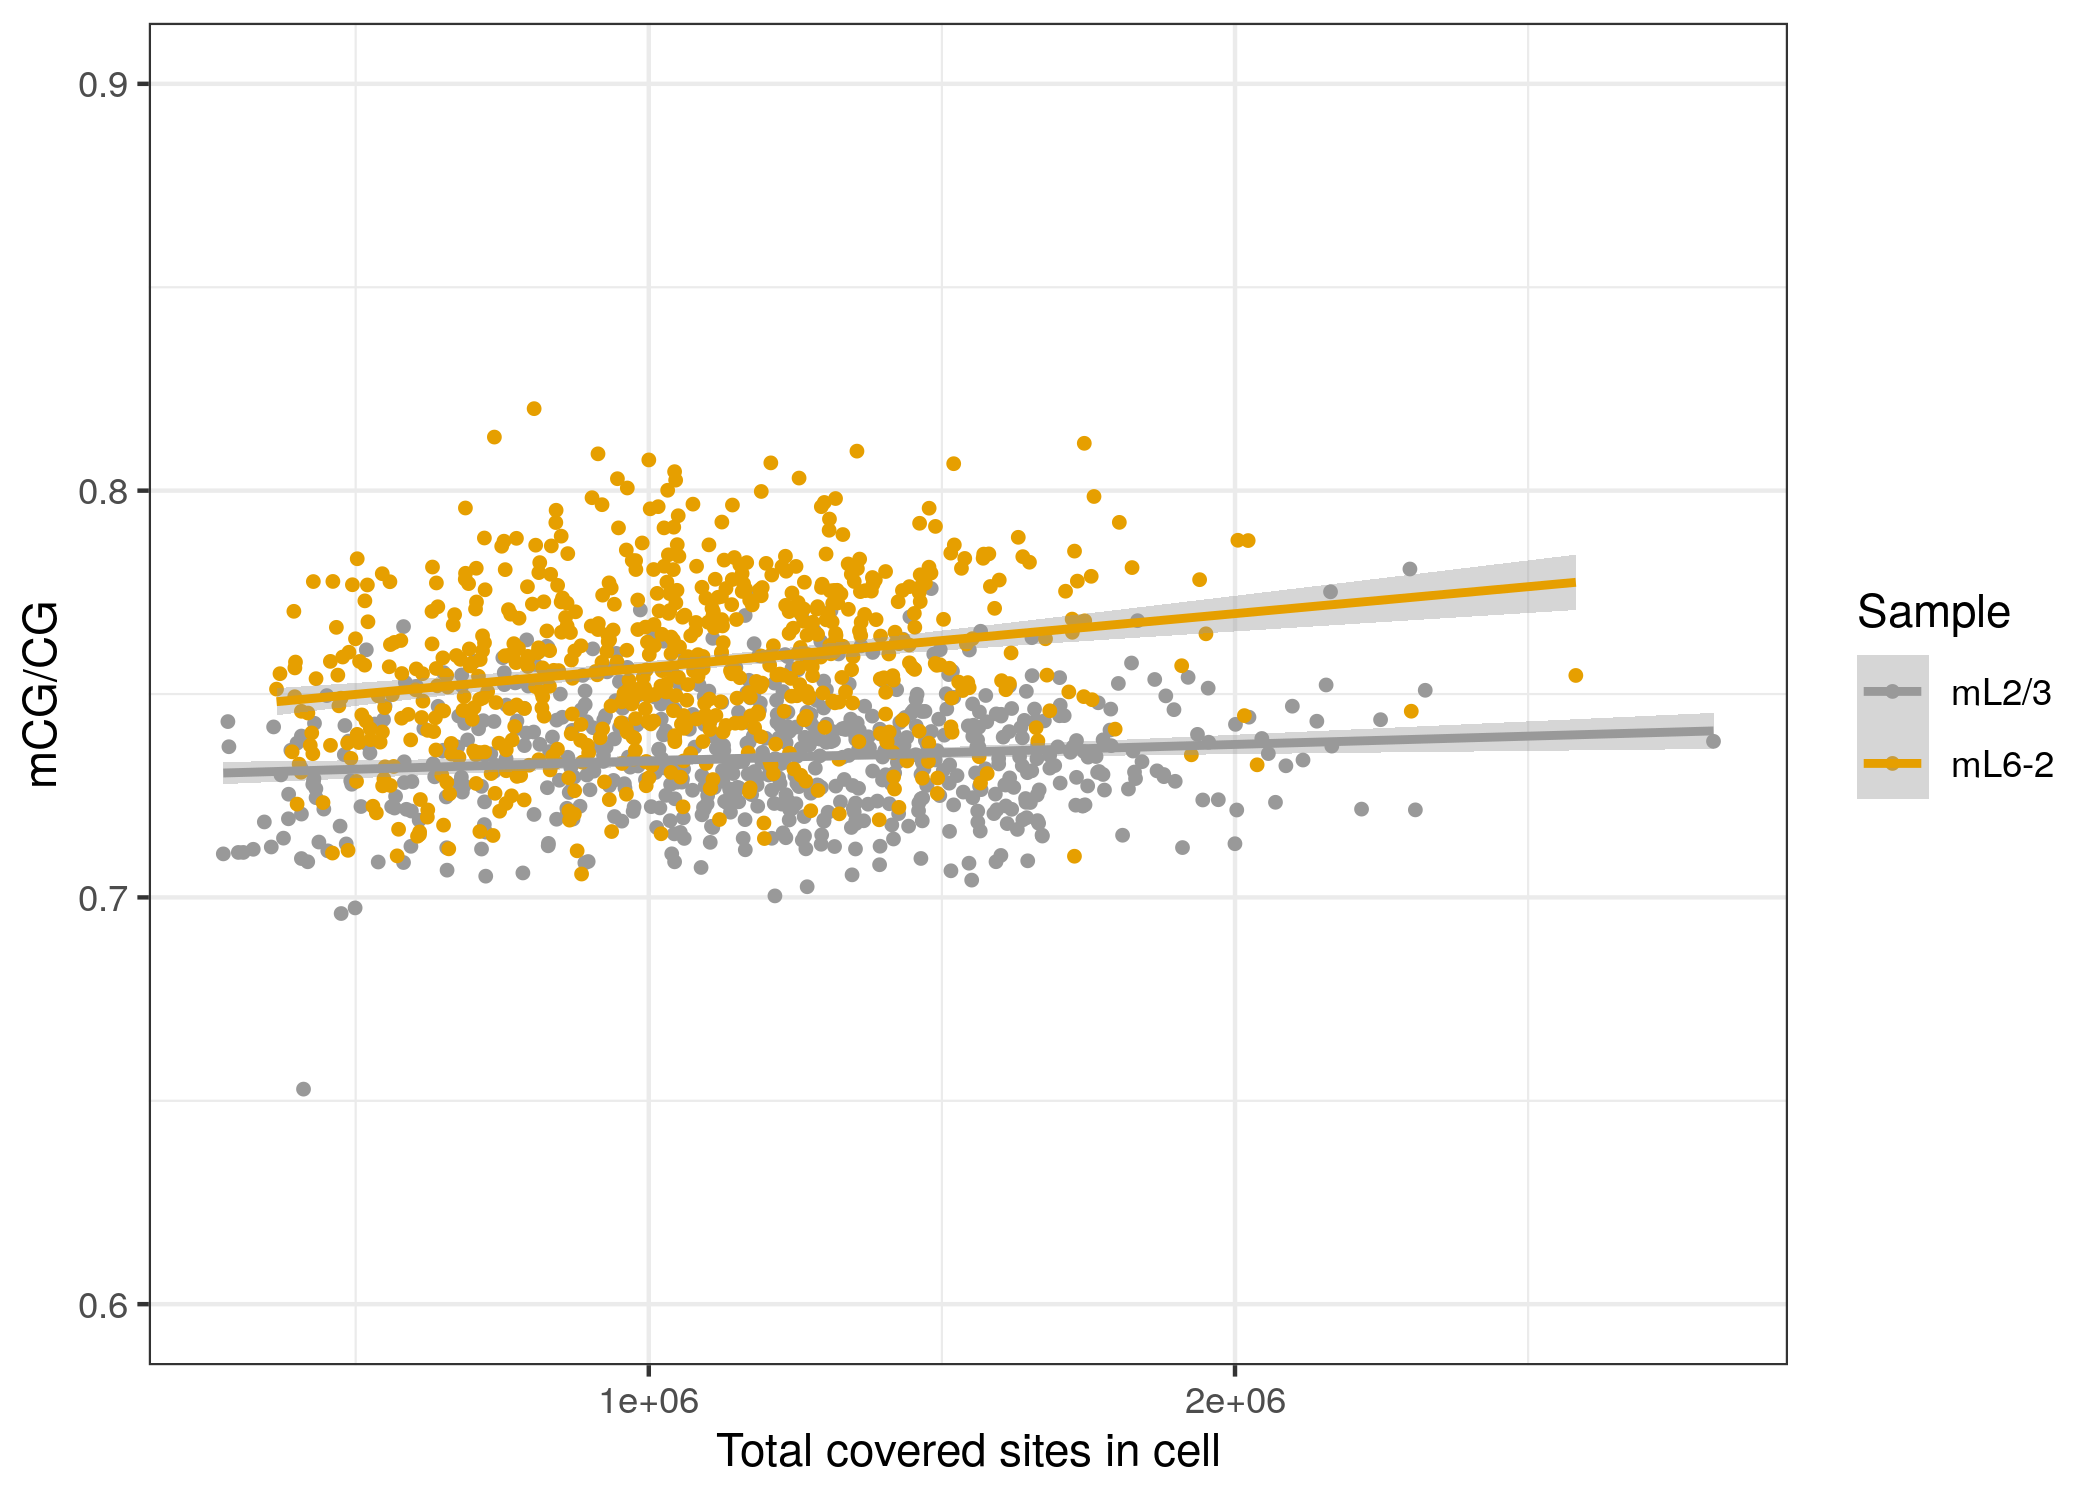 mCG/CG
0.9
0.8
0.7
0.6
1e+06
2e+06
Total covered sites in cell
Sample
mL2/3
mL6-2